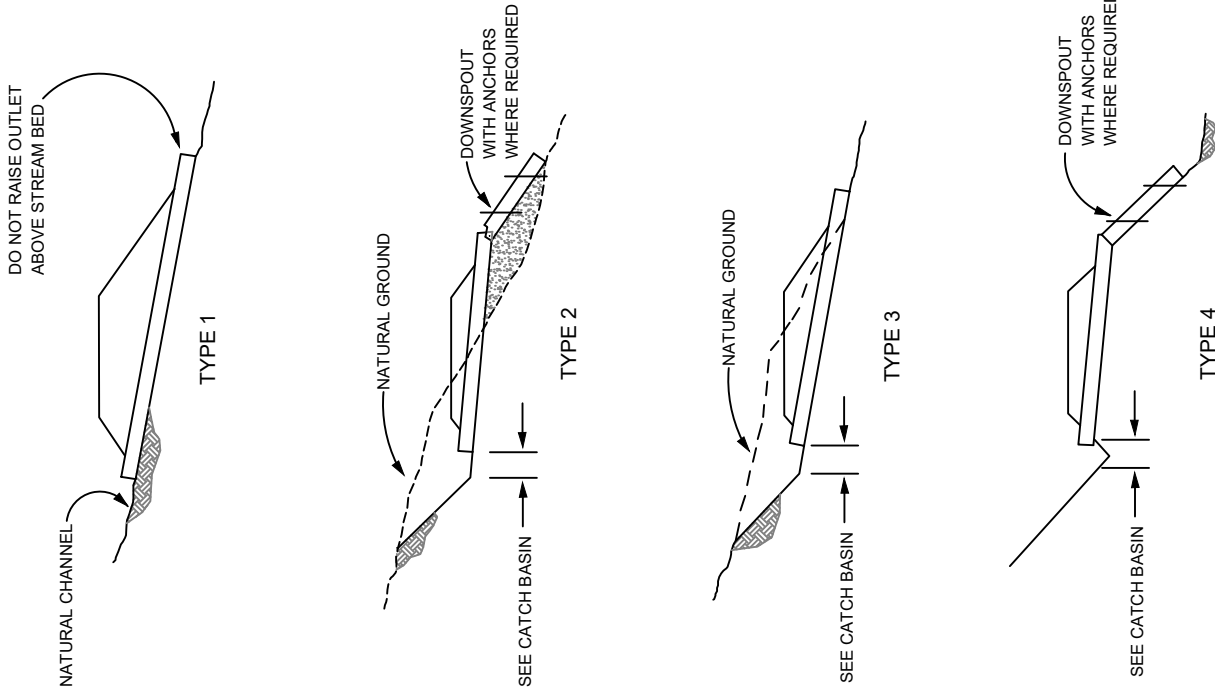 DO NOT RAISE OUTLET
ABOVE STREAM BED
NATURAL CHANNEL
TYPE 1
NATURAL GROUND
DOWNSPOUT
WITH ANCHORS
WHERE REQUIRED
SEE CATCH BASIN
TYPE 2
NATURAL GROUND
SEE CATCH BASIN
TYPE 3
DOWNSPOUT
WITH ANCHORS
WHERE REQUIRED
SEE CATCH BASIN
TYPE 4